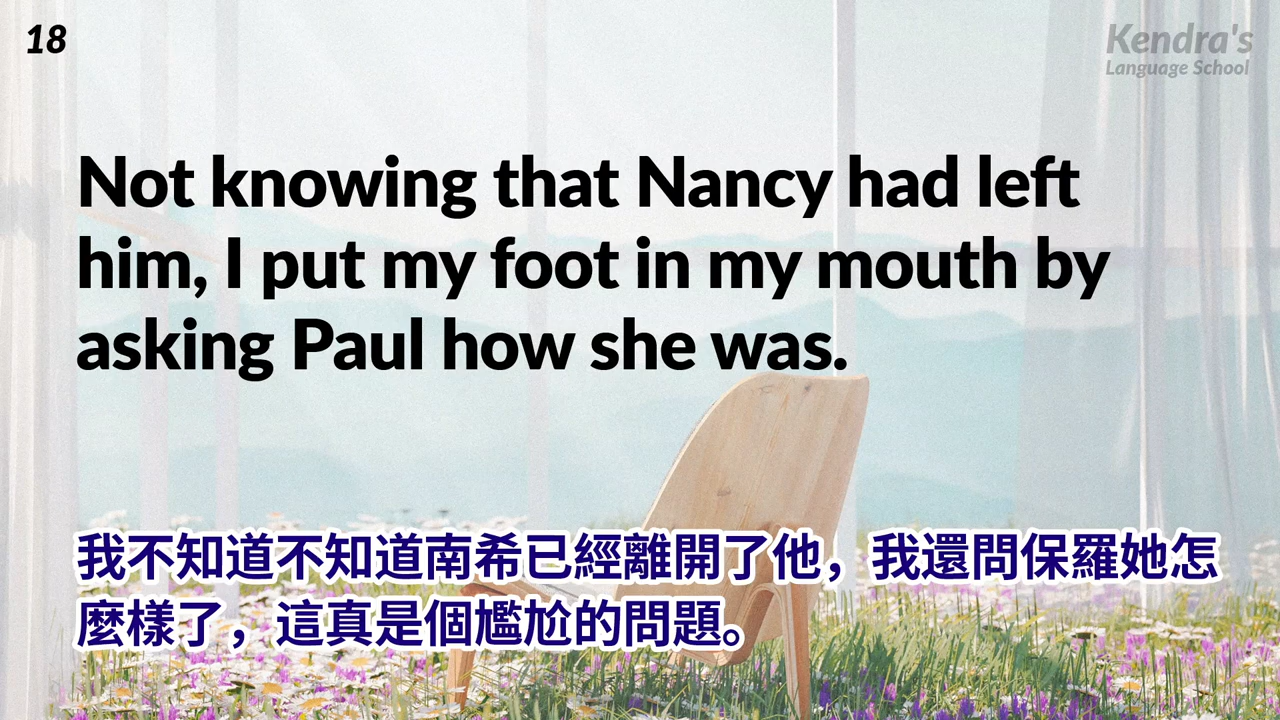 18
Kendra's
Language School
Not knowing that Nancy had left
him, I put my foot in my mouth by
asking Paul how she was.
我不知道不知道南希已經離開了他，我還問保羅她怎
麼樣了，這真是個尷尬的問題。